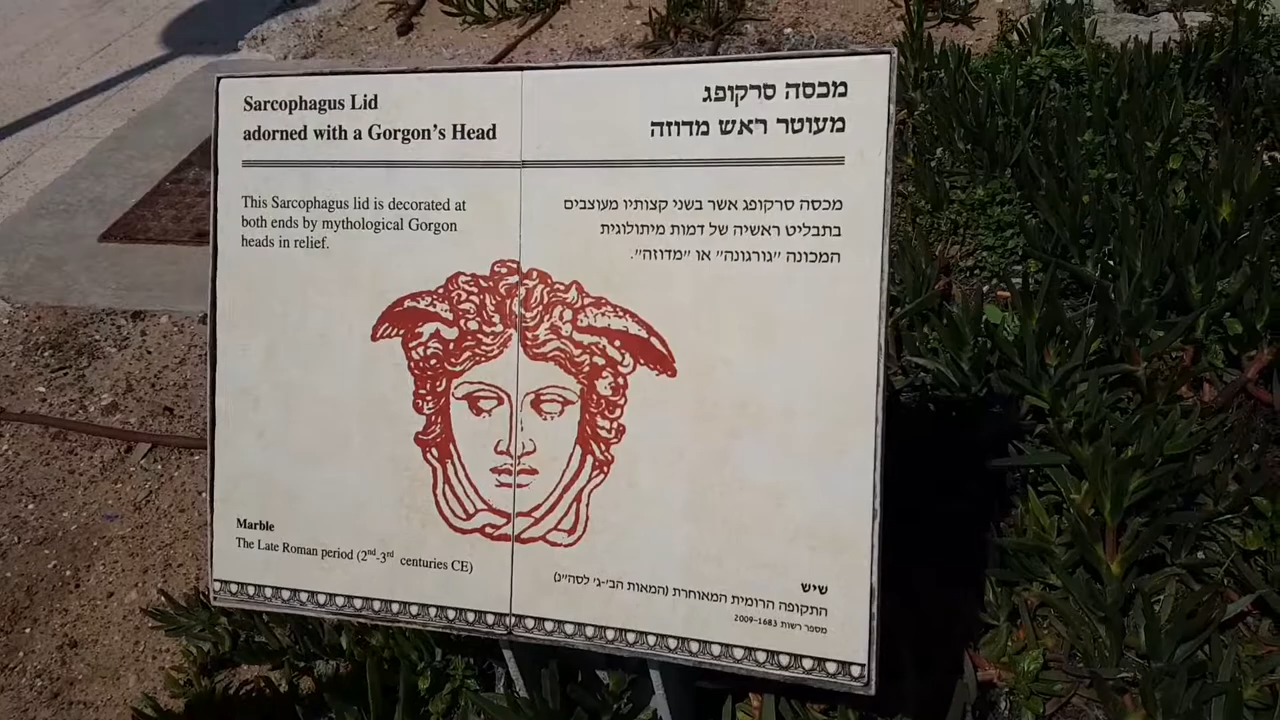 Sarcophagus Lid
adorned with a Gorgon's Head
This Sarcophagus lid is decorated at
both ends by mythological Gorgon
heads in relief.
Marble
The Late Roman period (2nd-3rd centuries CE)
מכסה סרקופג
מעוטר ראש מדוזה
מכסה סרקופג אשר בשני קצותיו מעוצבים
בתבליט ראשיה של דמות מיתולוגית
המכונה "גורגונה" או "מדוזה".
שיש
התקופה הרומית המאוחרת (המאות הב'-ג' לסה"נ)
מספר רשות 2009-1683